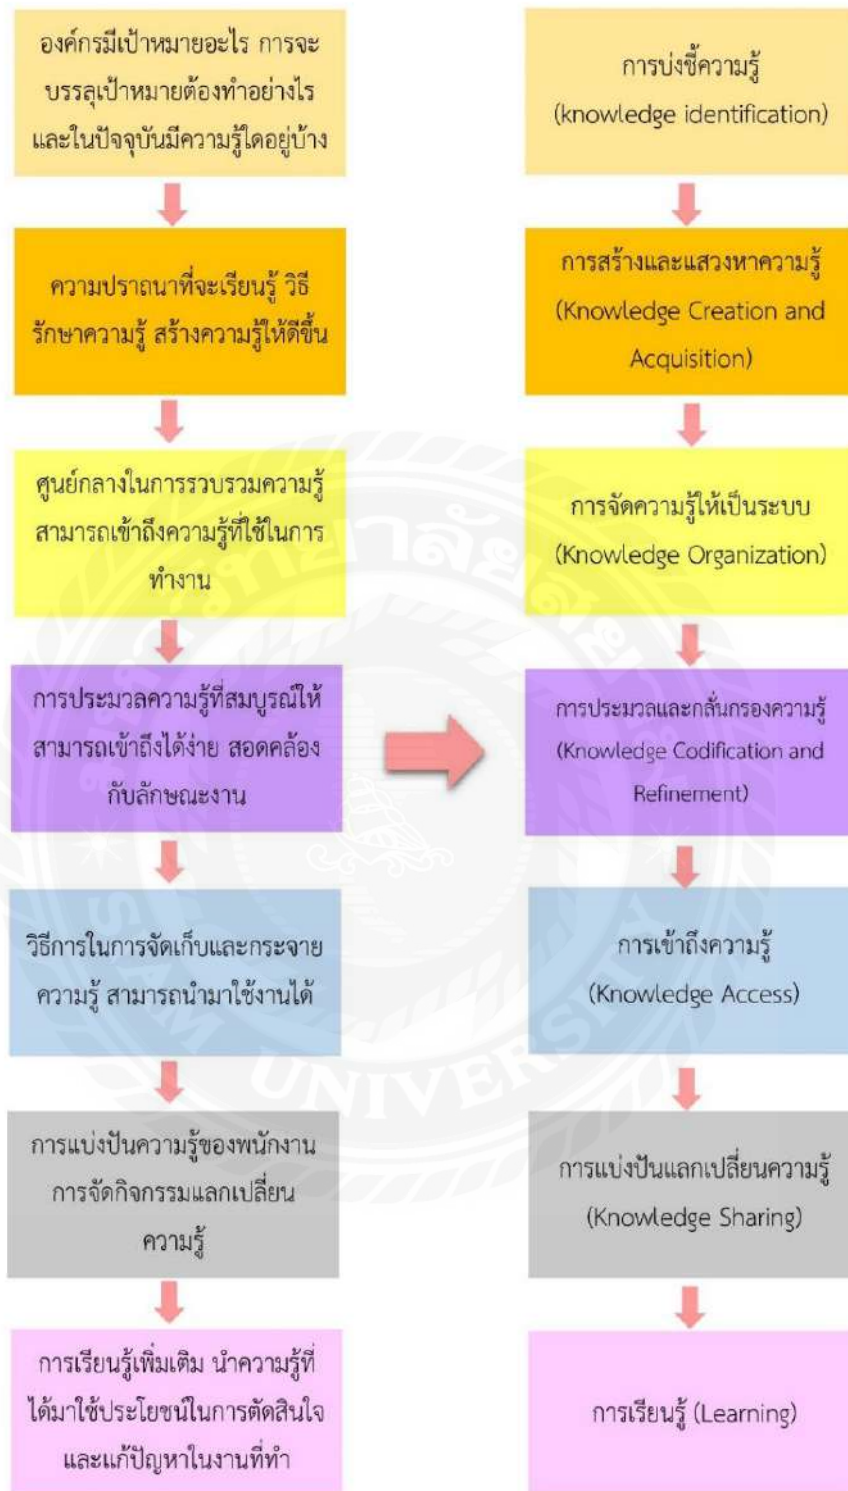 องค์กรมีเป้าหมายอะไร การจะ
บรรลุเป้าหมายต้องทำอย่างไร
และในปัจจุบันมีความรู้ใดอยู่บ้าง
ความปราถนาที่จะเรียนรู้ วิธี
รักษาความรู้ สร้างความรู้ให้ดีขึ้น
ศูนย์กลางในการรวบรวมความรู้
สามารถเข้าถึงความรู้ที่ใช้ในการ
ทำงาน
การประมวลความรู้ที่สมบูรณ์ให้
สามารถเข้าถึงได้ง่าย สอดคล้อง
กับลักษณะงาน
วิธีการในการจัดเก็บและกระจาย
ความรู้ สามารถนำมาใช้งานได้
การแบ่งปันความรู้ของพนักงาน
การจัดกิจกรรมแลกเปลี่ยน
ความรู้
การเรียนรู้เพิ่มเติม นำความรู้ที่
ได้มาใช้ประโยชน์ในการตัดสินใจ
และแก้ปัญหาในงานที่ทำ
การบ่งชี้ความรู้
(knowledge identification)
การสร้างและแสวงหาความรู้
(Knowledge Creation and
Acquisition)
การจัดความรู้ให้เป็นระบบ
(Knowledge Organization)
การประมวลและกลั่นกรองความรู้
(Knowledge Codification and
Refinement)
การเข้าถึงความรู้
(Knowledge Access)
การแบ่งปันแลกเปลี่ยนความรู้
(Knowledge Sharing)
การเรียนรู้ (Learning)
มหาวิทยาลัยสยาม
SIAM UNIVERSITY